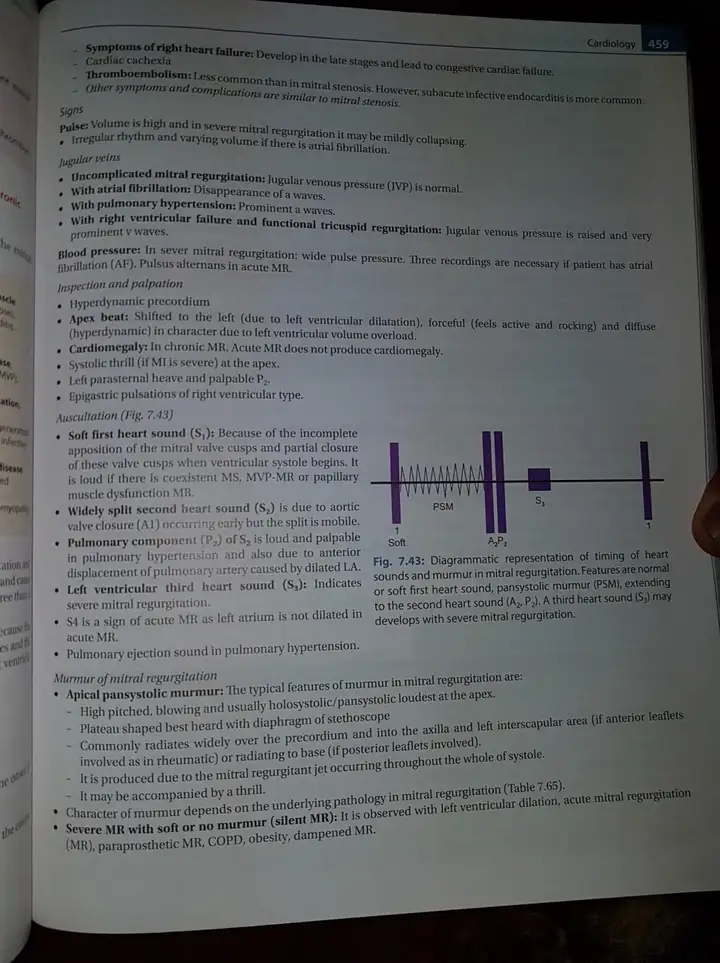 Cardiology 459
– Symptoms of right heart failure: Develop in the late stages and lead to congestive cardiac failure.
– Cardiac cachexia
– Thromboembolism: Less common than in mitral stenosis. However, subacute infective endocarditis is more common.
– Other symptoms and complications are similar to mitral stenosis.
Signs
Pulse: Volume is high and in severe mitral regurgitation it may be mildly collapsing.
• Irregular rhythm and varying volume if there is atrial fibrillation.
Jugular veins
• Uncomplicated mitral regurgitation: Jugular venous pressure (JVP) is normal.
• With atrial fibrillation: Disappearance of a waves.
• With pulmonary hypertension: Prominent a waves.
• With right ventricular failure and functional tricuspid regurgitation: Jugular venous pressure is raised and very
prominent v waves.
Blood pressure: In sever mitral regurgitation: wide pulse pressure. Three recordings are necessary if patient has atrial
fibrillation (AF). Pulsus alternans in acute MR.
Inspection and palpation
• Hyperdynamic precordium
• Apex beat: Shifted to the left (due to left ventricular dilatation), forceful (feels active and rocking) and diffuse
(hyperdynamic) in character due to left ventricular volume overload.
• Cardiomegaly: In chronic MR. Acute MR does not produce cardiomegaly.
• Systolic thrill (if MI is severe) at the apex.
• Left parasternal heave and palpable P₂.
• Epigastric pulsations of right ventricular type.
Auscultation (Fig. 7.43)
• Soft first heart sound (S₁): Because of the incomplete
apposition of the mitral valve cusps and partial closure
of these valve cusps when ventricular systole begins. It
is loud if there is coexistent MS, MVP-MR or papillary
muscle dysfunction MR.
• Widely split second heart sound (S₂) is due to aortic
valve closure (A1) occurring early but the split is mobile.
• Pulmonary component (P₂) of S₂ is loud and palpable
in pulmonary hypertension and also due to anterior
displacement of pulmonary artery caused by dilated LA.
• Left ventricular third heart sound (S₃): Indicates
severe mitral regurgitation.
• S4 is a sign of acute MR as left atrium is not dilated in
acute MR.
• Pulmonary ejection sound in pulmonary hypertension.
PSM
S₃
1
Soft
A₂P₂
1
Fig. 7.43: Diagrammatic representation of timing of heart
sounds and murmur in mitral regurgitation. Features are normal
or soft first heart sound, pansystolic murmur (PSM), extending
to the second heart sound (A₂, P₂). A third heart sound (S₃) may
develops with severe mitral regurgitation.
Murmur of mitral regurgitation
• Apical pansystolic murmur: The typical features of murmur in mitral regurgitation are:
– High pitched, blowing and usually holosystolic/pansystolic loudest at the apex.
– Plateau shaped best heard with diaphragm of stethoscope
– Commonly radiates widely over the precordium and into the axilla and left interscapular area (if anterior leaflets
involved as in rheumatic) or radiating to base (if posterior leaflets involved).
– It is produced due to the mitral regurgitant jet occurring throughout the whole of systole.
– It may be accompanied by a thrill.
• Character of murmur depends on the underlying pathology in mitral regurgitation (Table 7.65).
• Severe MR with soft or no murmur (silent MR): It is observed with left ventricular dilation, acute mitral regurgitation
(MR), paraprosthetic MR, COPD, obesity, dampened MR.